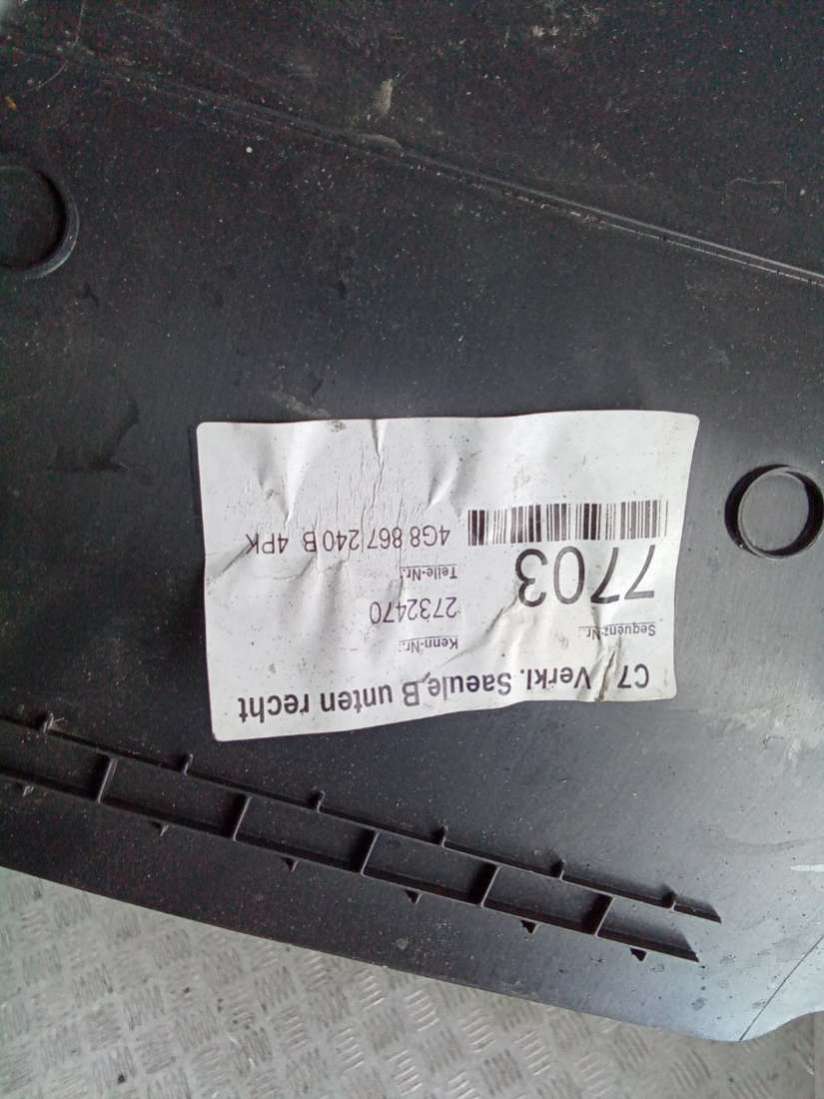 C7 / Verkl. Saeule,B unten recht
Sequenz-Nr.:
Kenn-Nr.:
7703
2732470
Teile-Nr.:
4G8 867 240 B 4PK